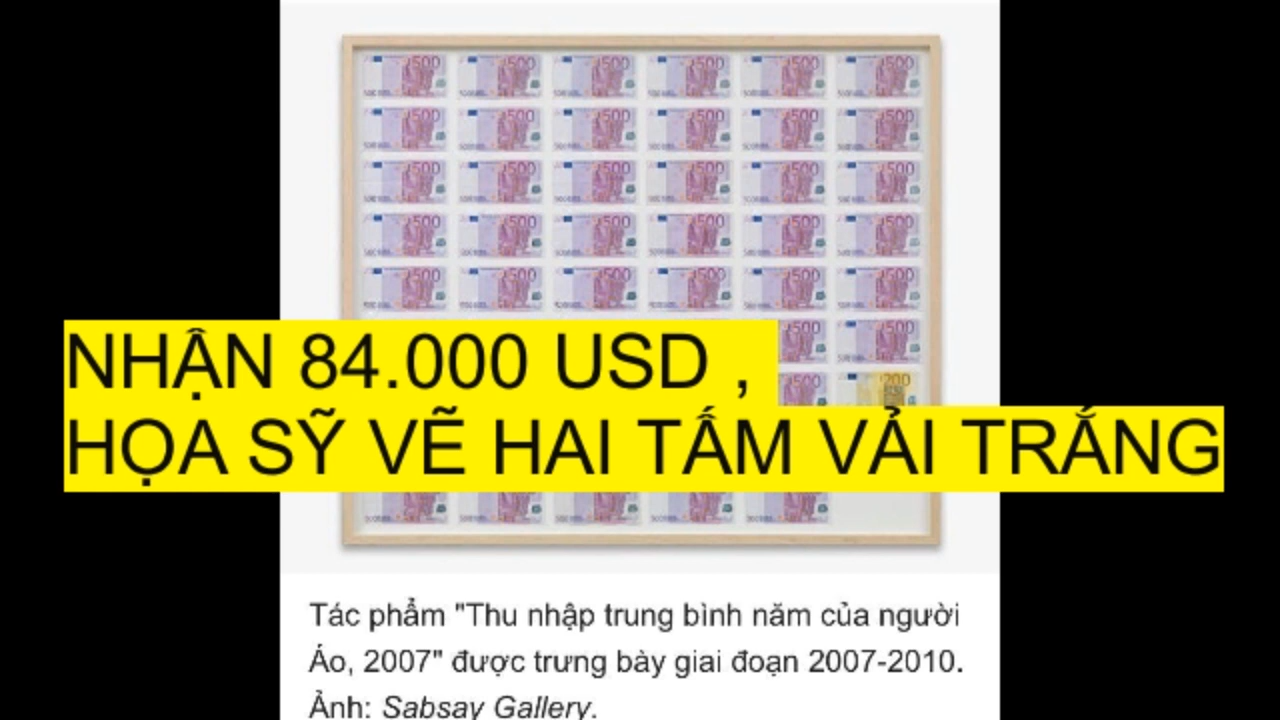 NHẬN 84.000 USD ,
HỌA SỸ VẼ HAI TẤM VẢI TRẮNG
Tác phẩm "Thu nhập trung bình năm của người
Áo, 2007" được trưng bày giai đoạn 2007-2010.
Ảnh: Sabsay Gallery.